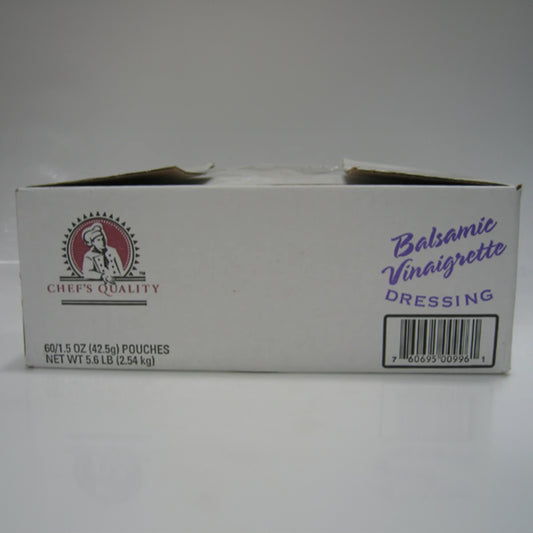 CHEF'S QUALITY
60/1.5 OZ (42.5g) POUCHES
NET WT 5.6 LB (2.54 kg)
Balsamic
Vinaigrette
DRESSING
7 60695 00996 1